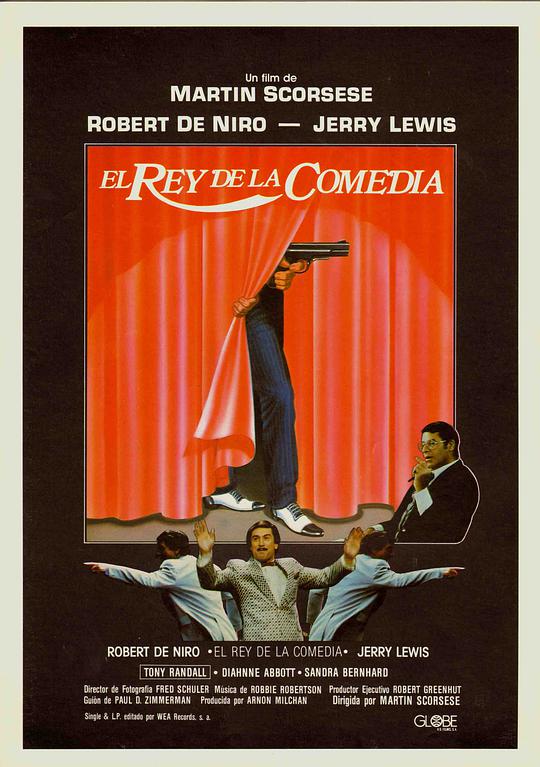 Un film de
MARTIN SCORSESE
ROBERT DE NIRO — JERRY LEWIS
EL REY DE LA COMEDIA
ROBERT DE NIRO • EL REY DE LA COMEDIA • JERRY LEWIS
TONY RANDALL • DIAHNNE ABBOTT • SANDRA BERNHARD
Director de Fotografía FRED SCHULER Música de ROBBIE ROBERTSON Productor Ejecutivo ROBERT GREENHUT
Guión de PAUL D. ZIMMERMAN Producida por ARNON MILCHAN Dirigida por MARTIN SCORSESE
Single & L.P. editado por WEA Records, s. a.
GLOBE